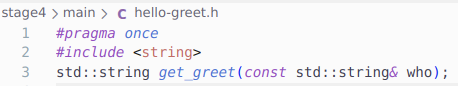 stage4 > main > C hello-greet.h
1 #pragma once
2 #include <string>
3 std::string get_greet(const std::string& who);